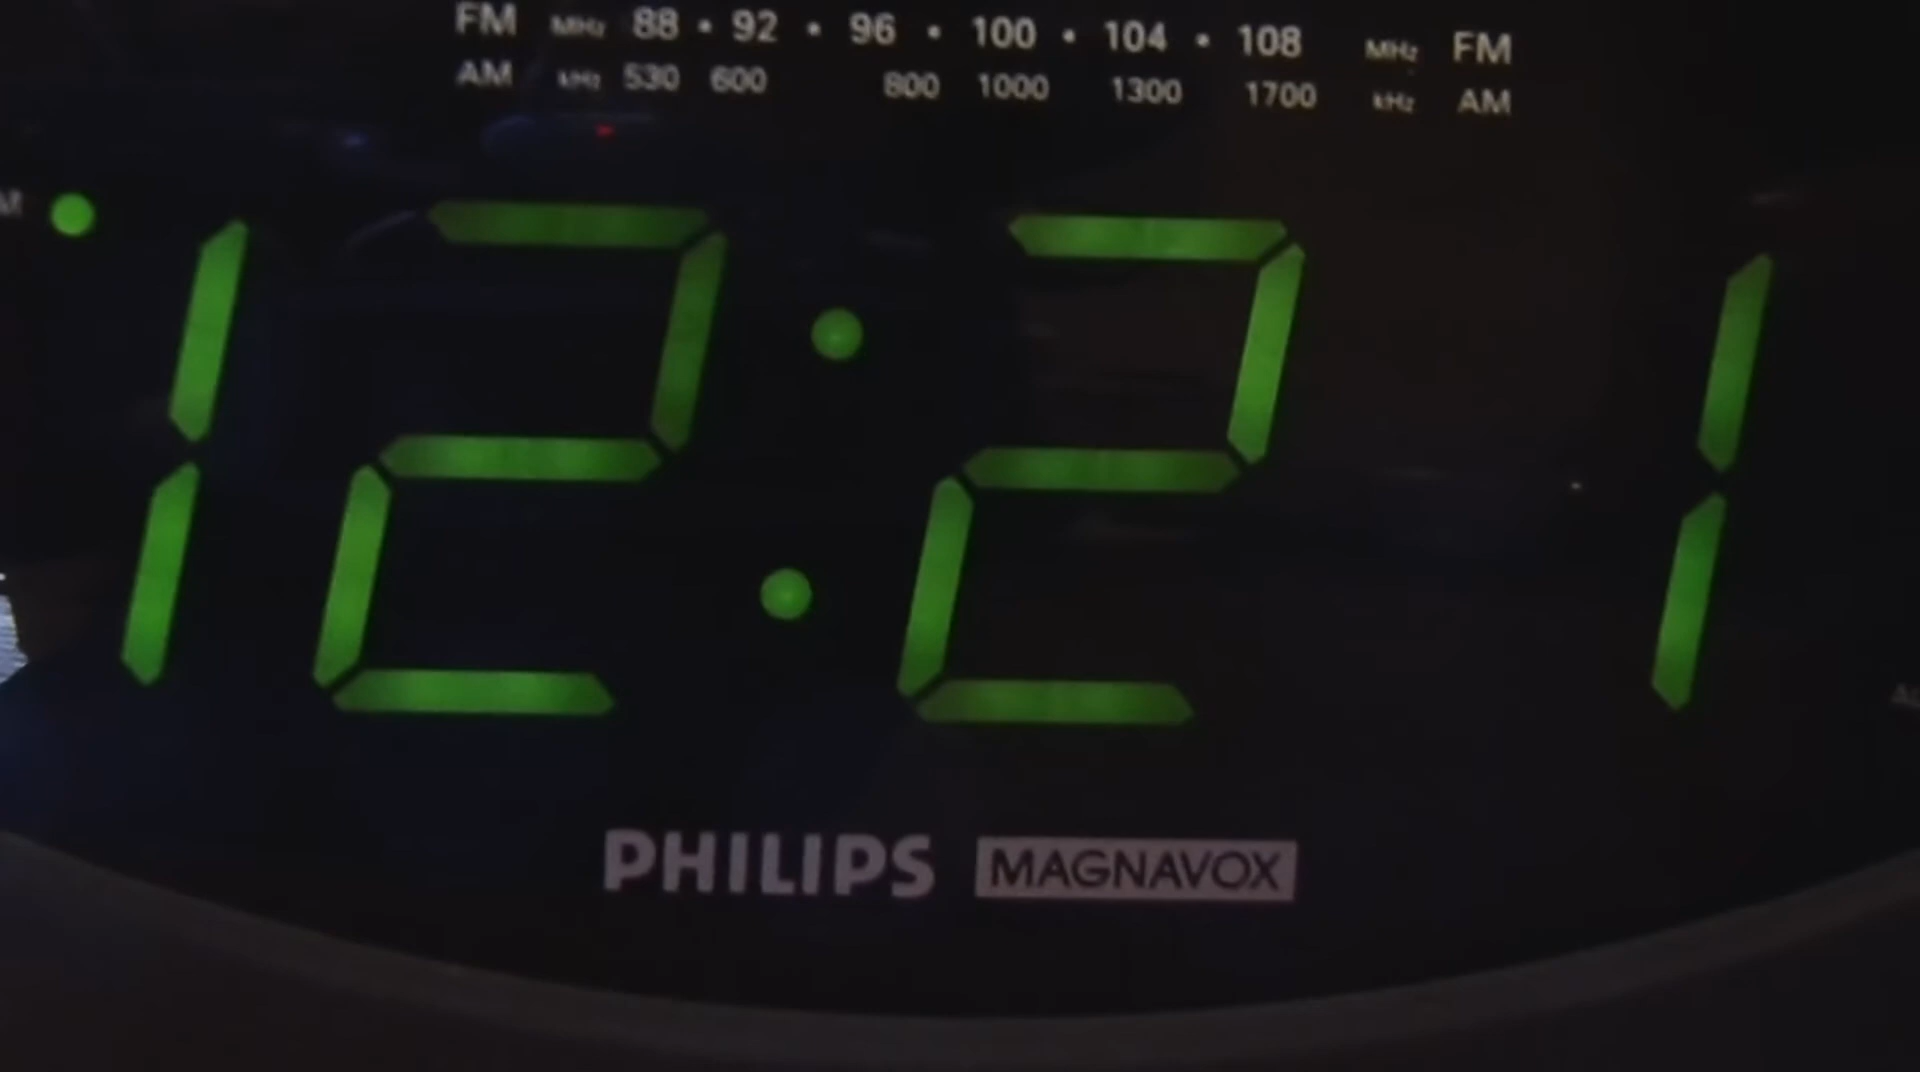 FM MHz 88 • 92 • 96 • 100 • 104 • 108 MHz FM
AM kHz 530 600 800 1000 1300 1700 kHz AM
12:21
PHILIPS MAGNAVOX